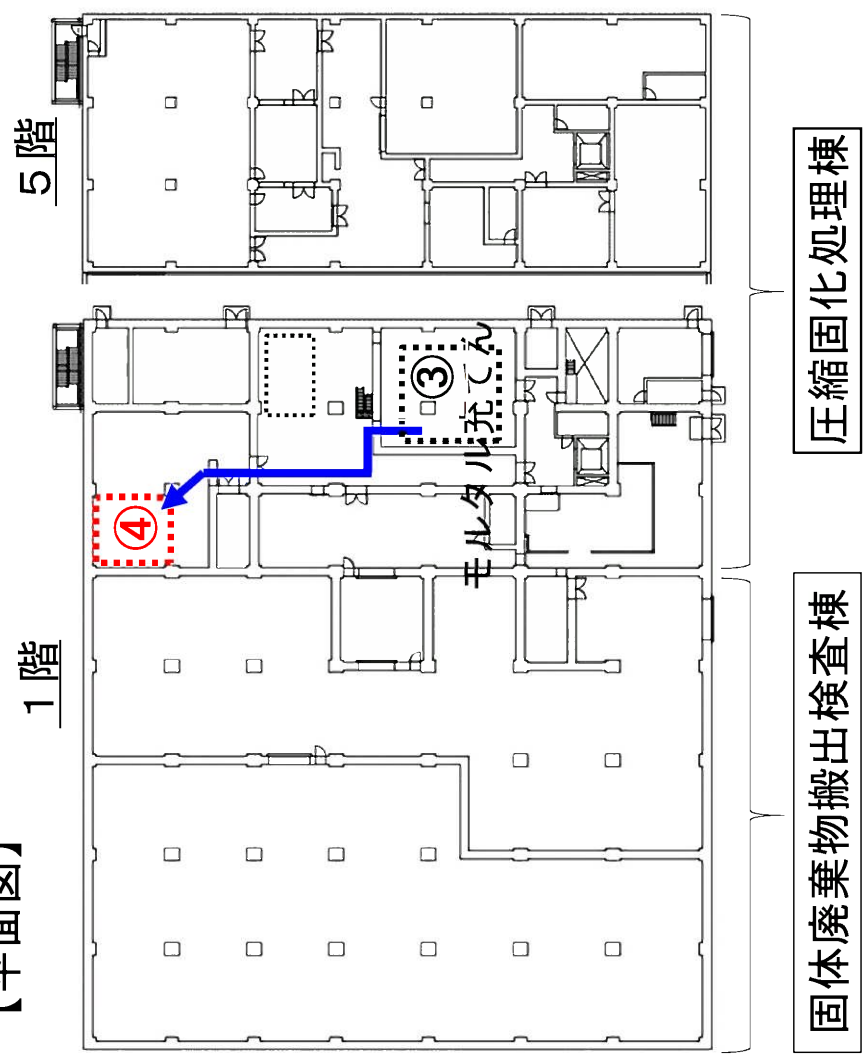 【平面図】
１階
５階
④
③
モルタル充てん
固体廃棄物搬出検査棟
圧縮固化処理棟